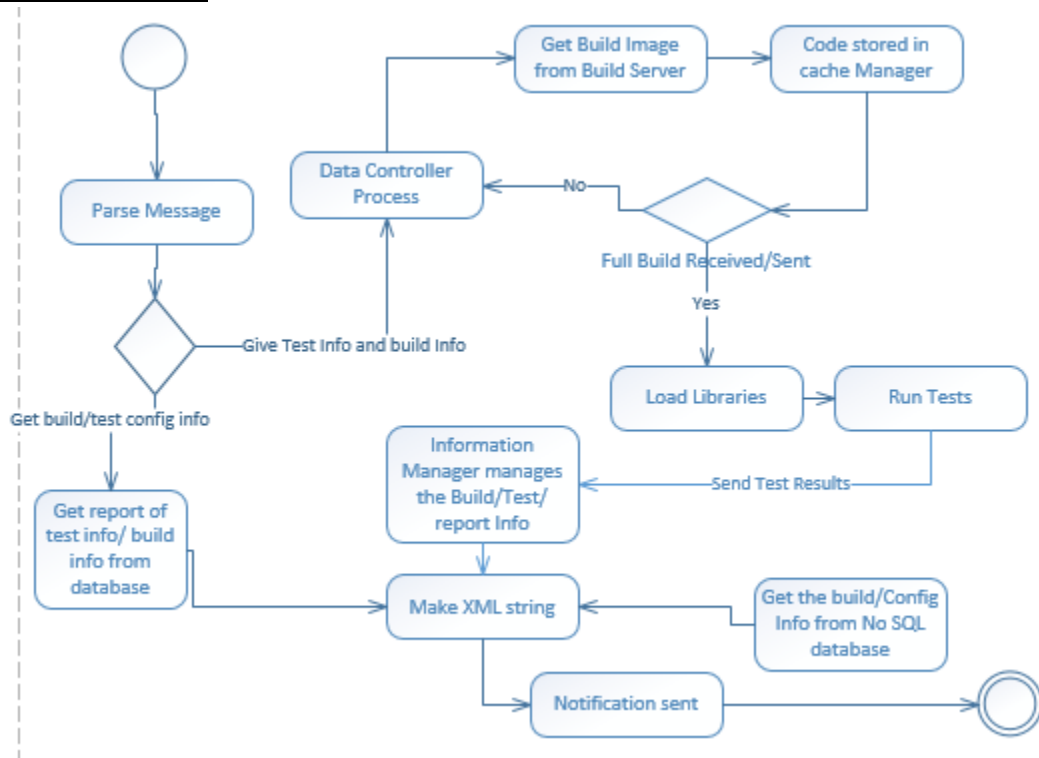 Get Build Image
from Build Server
Code stored in
cache Manager
Data Controller
Process
No
Parse Message
Full Build Received/Sent
Yes
Give Test Info and build Info
Load Libraries
Run Tests
Get build/test config info
Information
Manager manages
the Build/Test/
report Info
Send Test Results
Get report of
test info/ build
info from
database
Make XML string
Get the build/Config
Info from No SQL
database
Notification sent